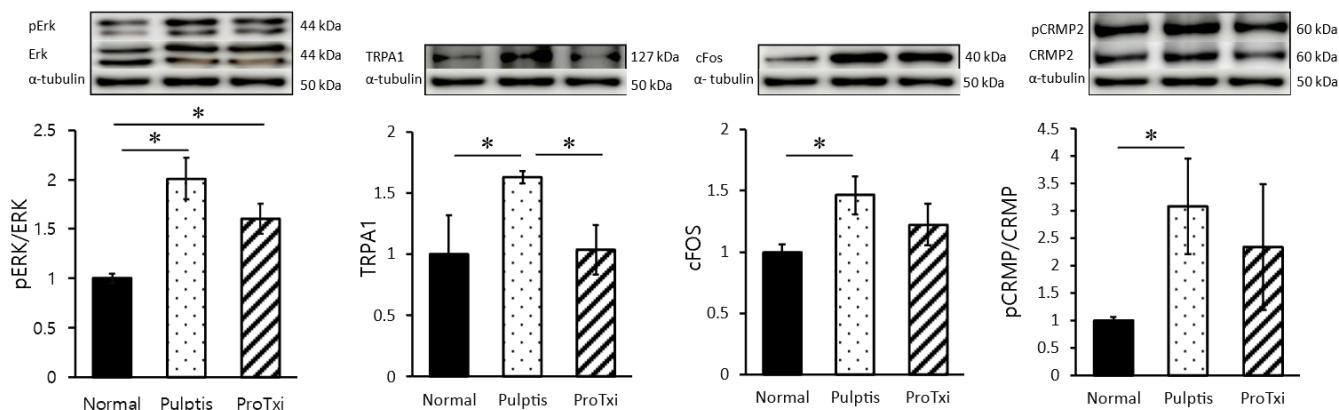 pErk 44 kDa
Erk 44 kDa
α-tubulin 50 kDa
TRPA1 127 kDa
α-tubulin 50 kDa
cFos 40 kDa
α- tubulin 50 kDa
pCRMP2 60 kDa
CRMP2 60 kDa
α-tubulin 50 kDa
pERK/ERK
2.5
2
1.5
1
0.5
0
* *
Normal Pulptis ProTxi
TRPA1
2
1.5
1
0.5
0
* *
Normal Pulptis ProTxi
cFOS
2
1.5
1
0.5
0
*
Normal Pulptis ProTxi
pCRMP/CRMP
4.5
4
3.5
3
2.5
2
1.5
1
0.5
0
*
Normal Pulptis ProTxi